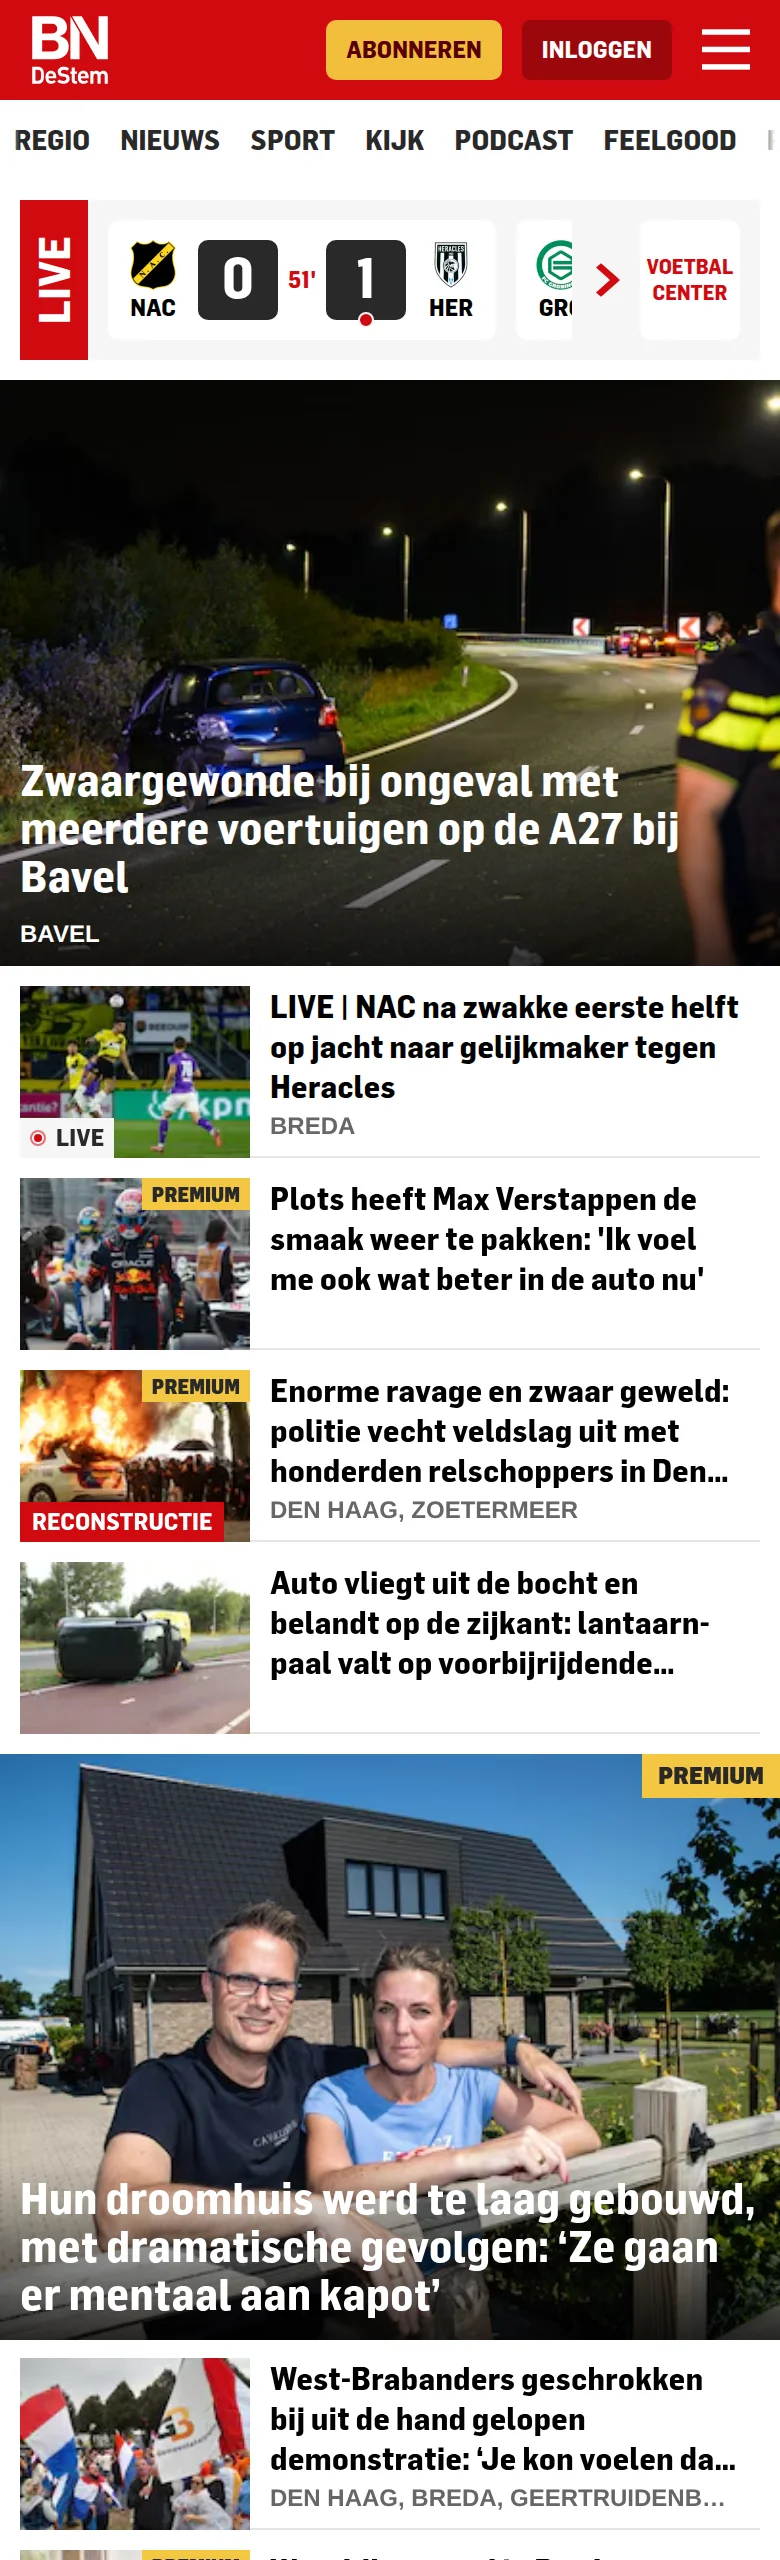 BN
DeStem
ABONNEREN
INLOGGEN
REGIO NIEUWS SPORT KIJK PODCAST FEELGOOD
LIVE
NAC
0
51'
1
HERACLES
HER
GRO
VOETBAL
CENTER
Zwaargewonde bij ongeval met
meerdere voertuigen op de A27 bij
Bavel
BAVEL
LIVE
LIVE | NAC na zwakke eerste helft
op jacht naar gelijkmaker tegen
Heracles
BREDA
PREMIUM
Plots heeft Max Verstappen de
smaak weer te pakken: 'Ik voel
me ook wat beter in de auto nu'
PREMIUM
RECONSTRUCTIE
Enorme ravage en zwaar geweld:
politie vecht veldslag uit met
honderden relschoppers in Den...
DEN HAAG, ZOETERMEER
Auto vliegt uit de bocht en
belandt op de zijkant: lantaarn-
paal valt op voorbijrijdende...
PREMIUM
Hun droomhuis werd te laag gebouwd,
met dramatische gevolgen: ‘Ze gaan
er mentaal aan kapot’
West-Brabanders geschrokken
bij uit de hand gelopen
demonstratie: ‘Je kon voelen da...
DEN HAAG, BREDA, GEERTRUIDENB...